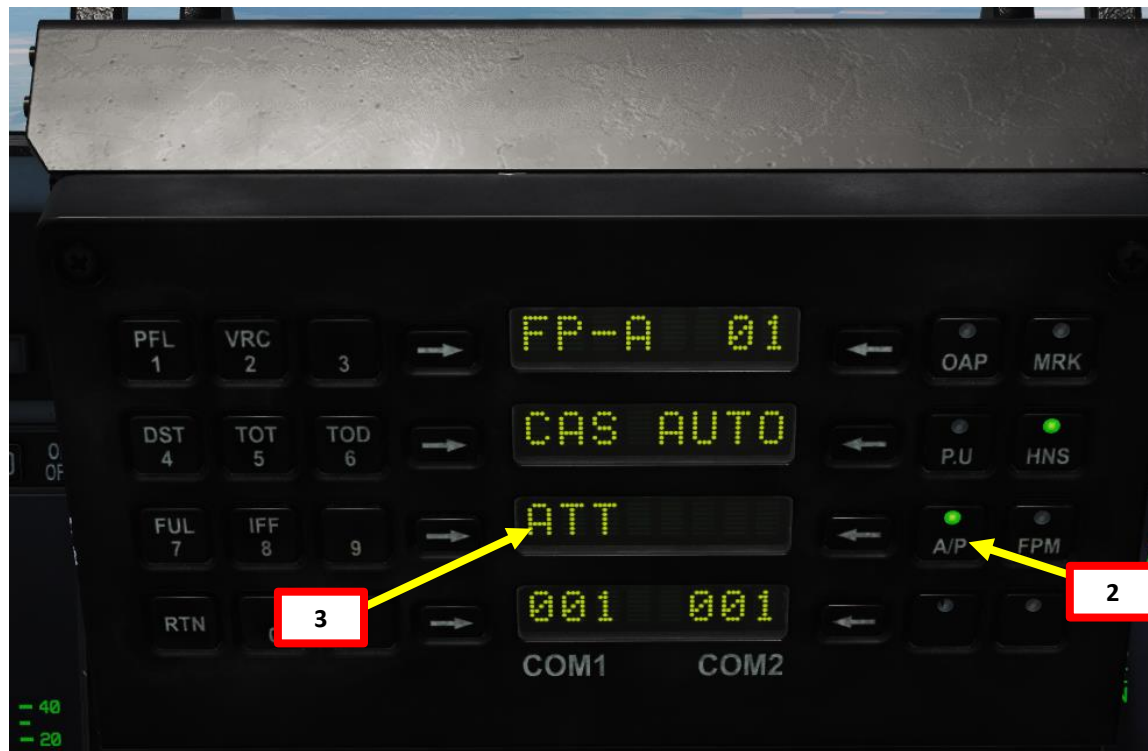 FP-A 01
PFL VRC OAP MRK
1 2 3
CAS AUTO
DST TOT TOD P.U HNS
4 5 6
ATT
FUL IFF A/P FPM
7 8 9
2
001 001
RTN 3
COM1 COM2
40
20